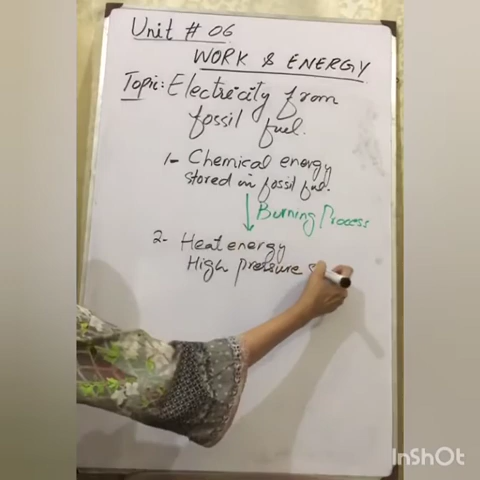 Unit # 06
WORK & ENERGY
Topic: Electricity from
fossil fuel.
1- Chemical energy
stored in fossil fuel.
Burning Process
2- Heat energy
High pressure
InShOt